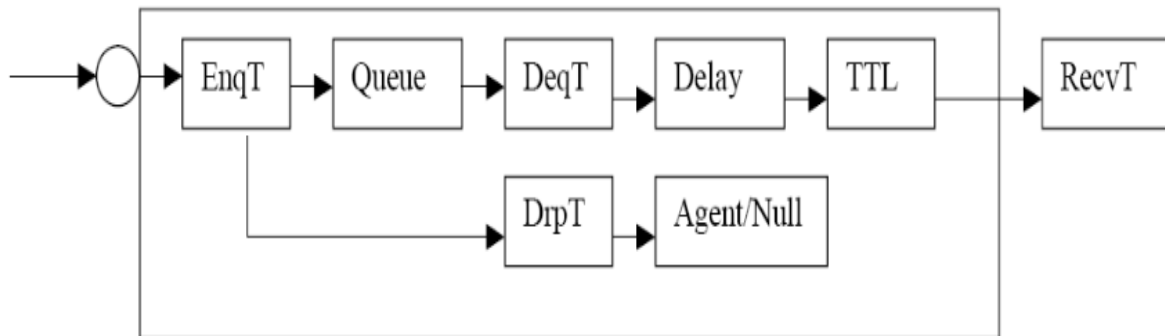 EnqT
Queue
DeqT
Delay
TTL
RecvT
DrpT
Agent/Null